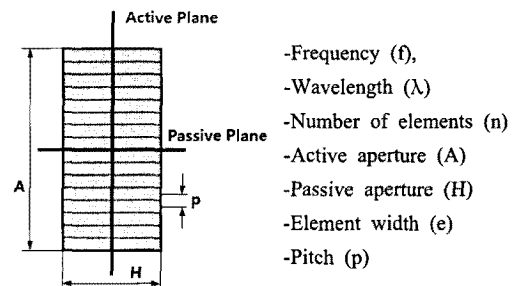 Active Plane
-Frequency (f),
-Wavelength (λ)
-Number of elements (n)
Passive Plane
-Active aperture (A)
A
-Passive aperture (H)
p
-Element width (e)
H
-Pitch (p)